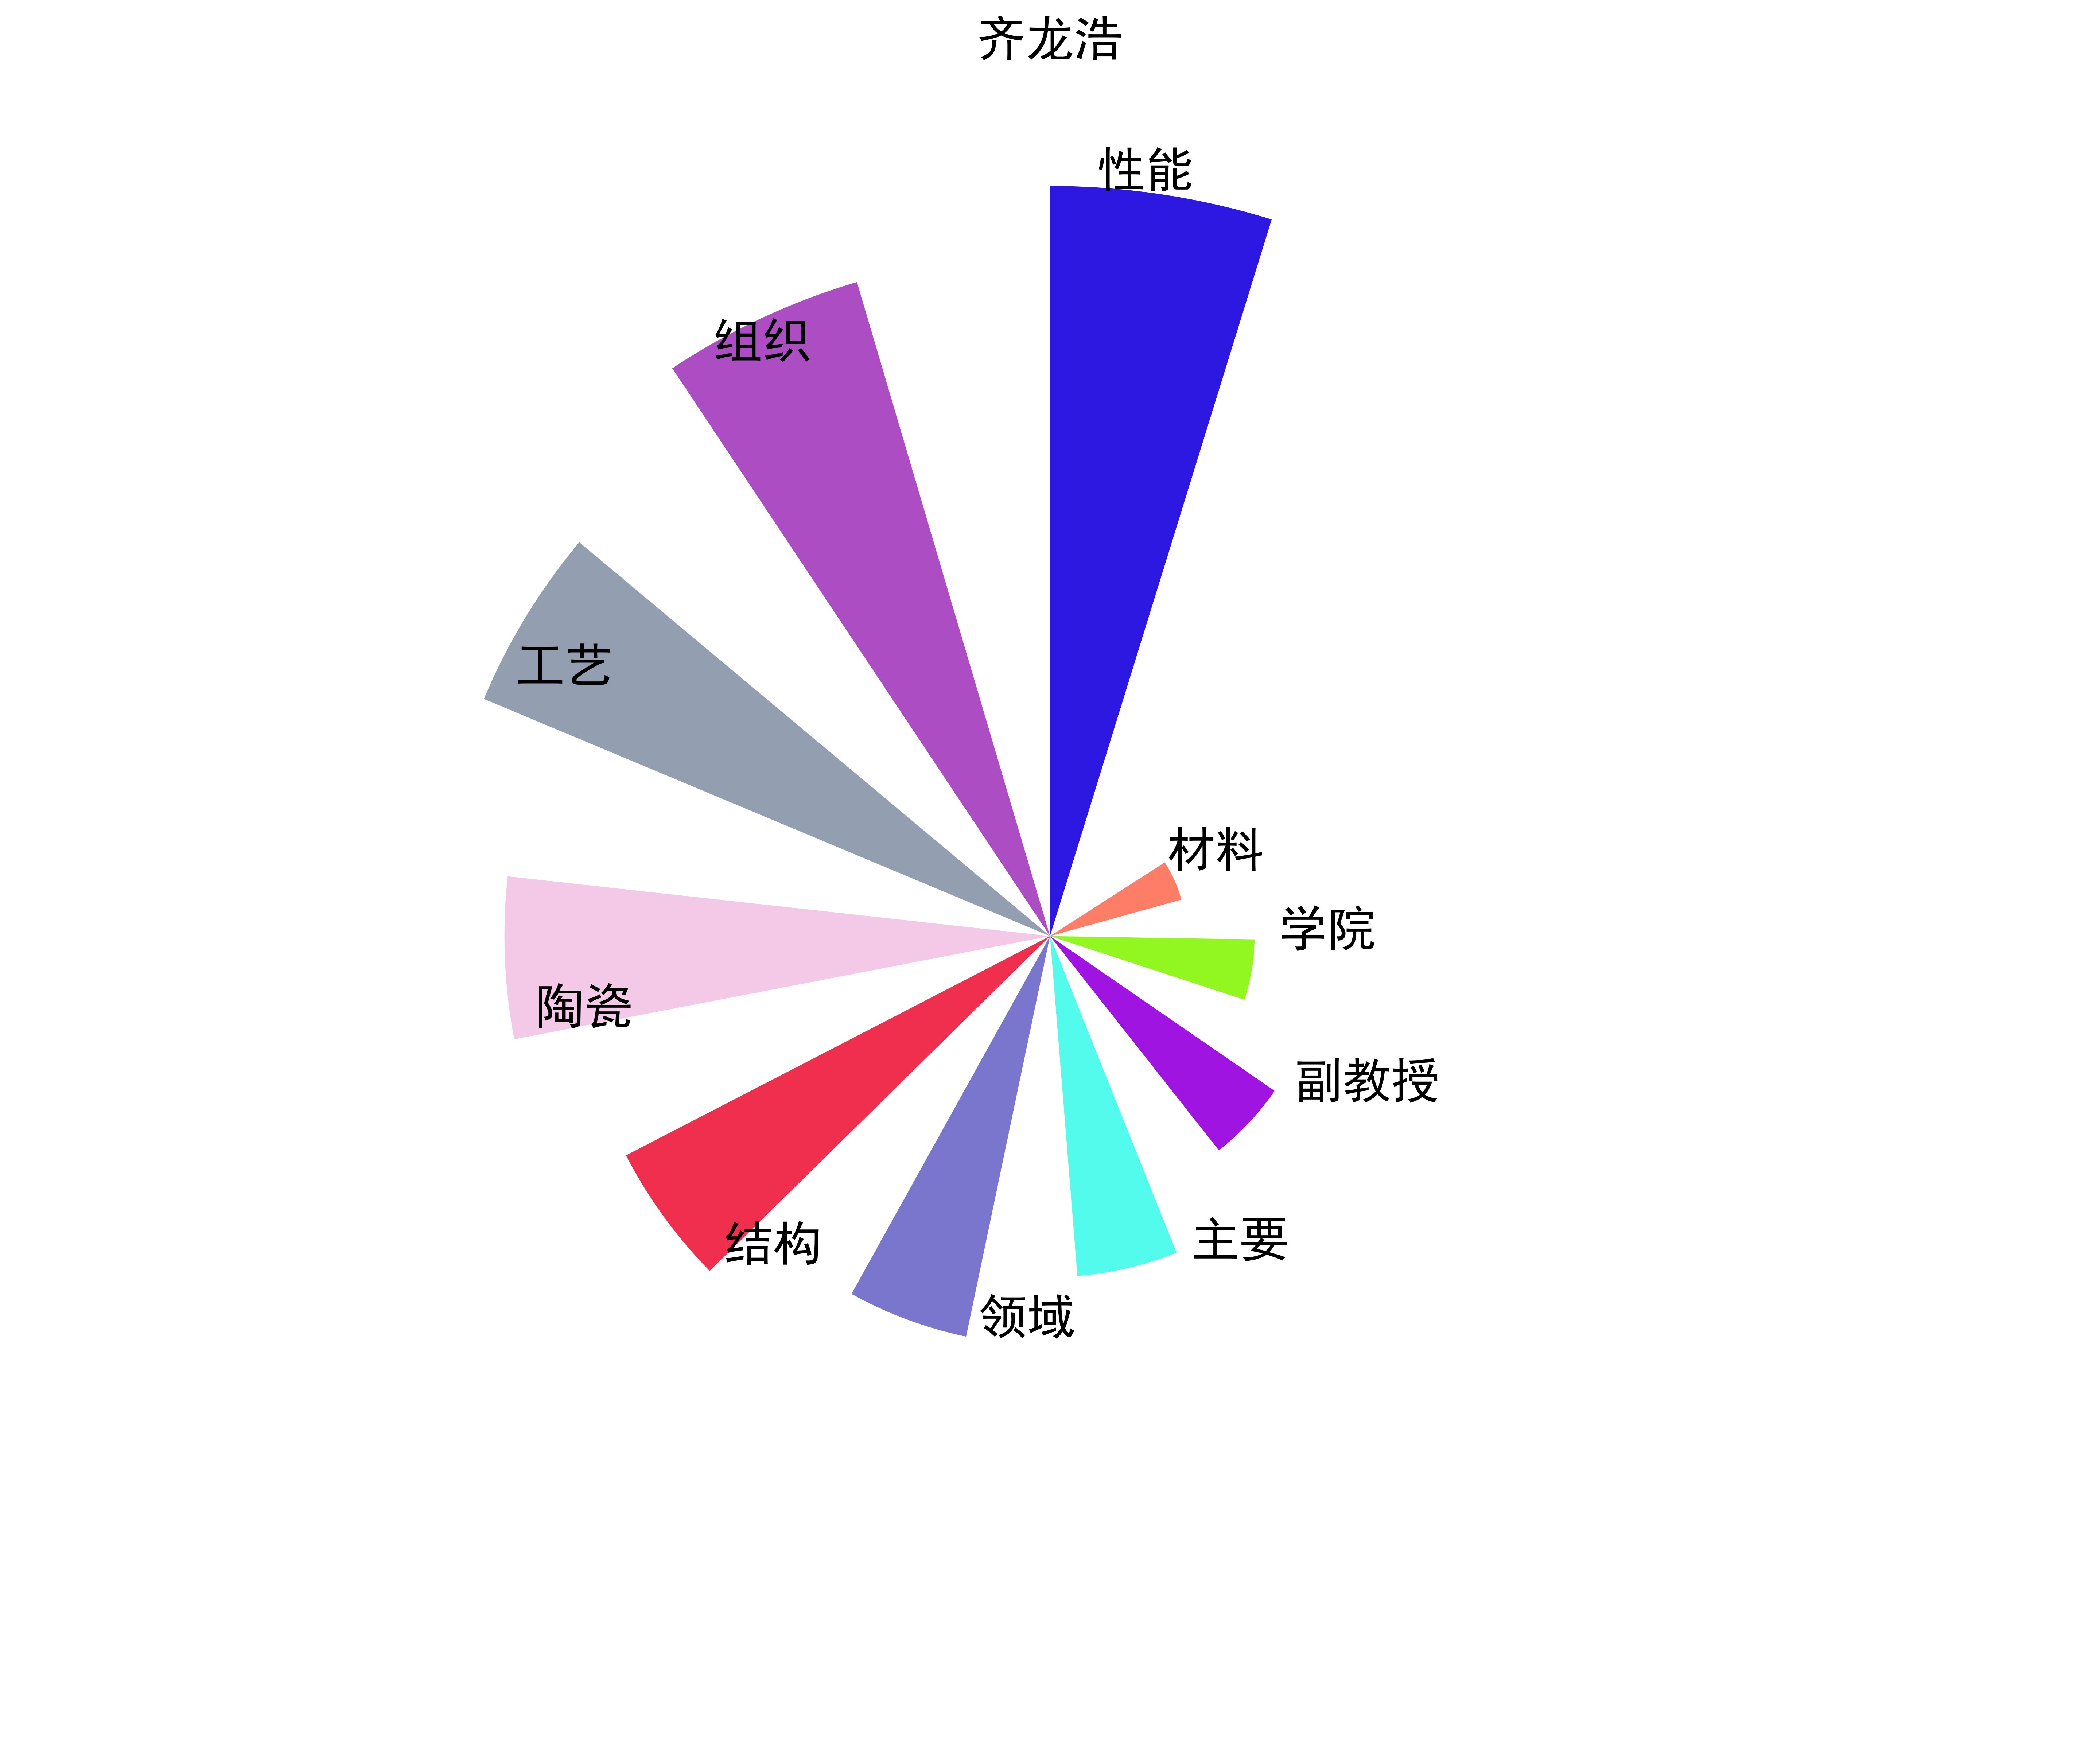 齐龙浩
性能
组织
工艺
材料
学院
陶瓷
副教授
主要
结构
领域